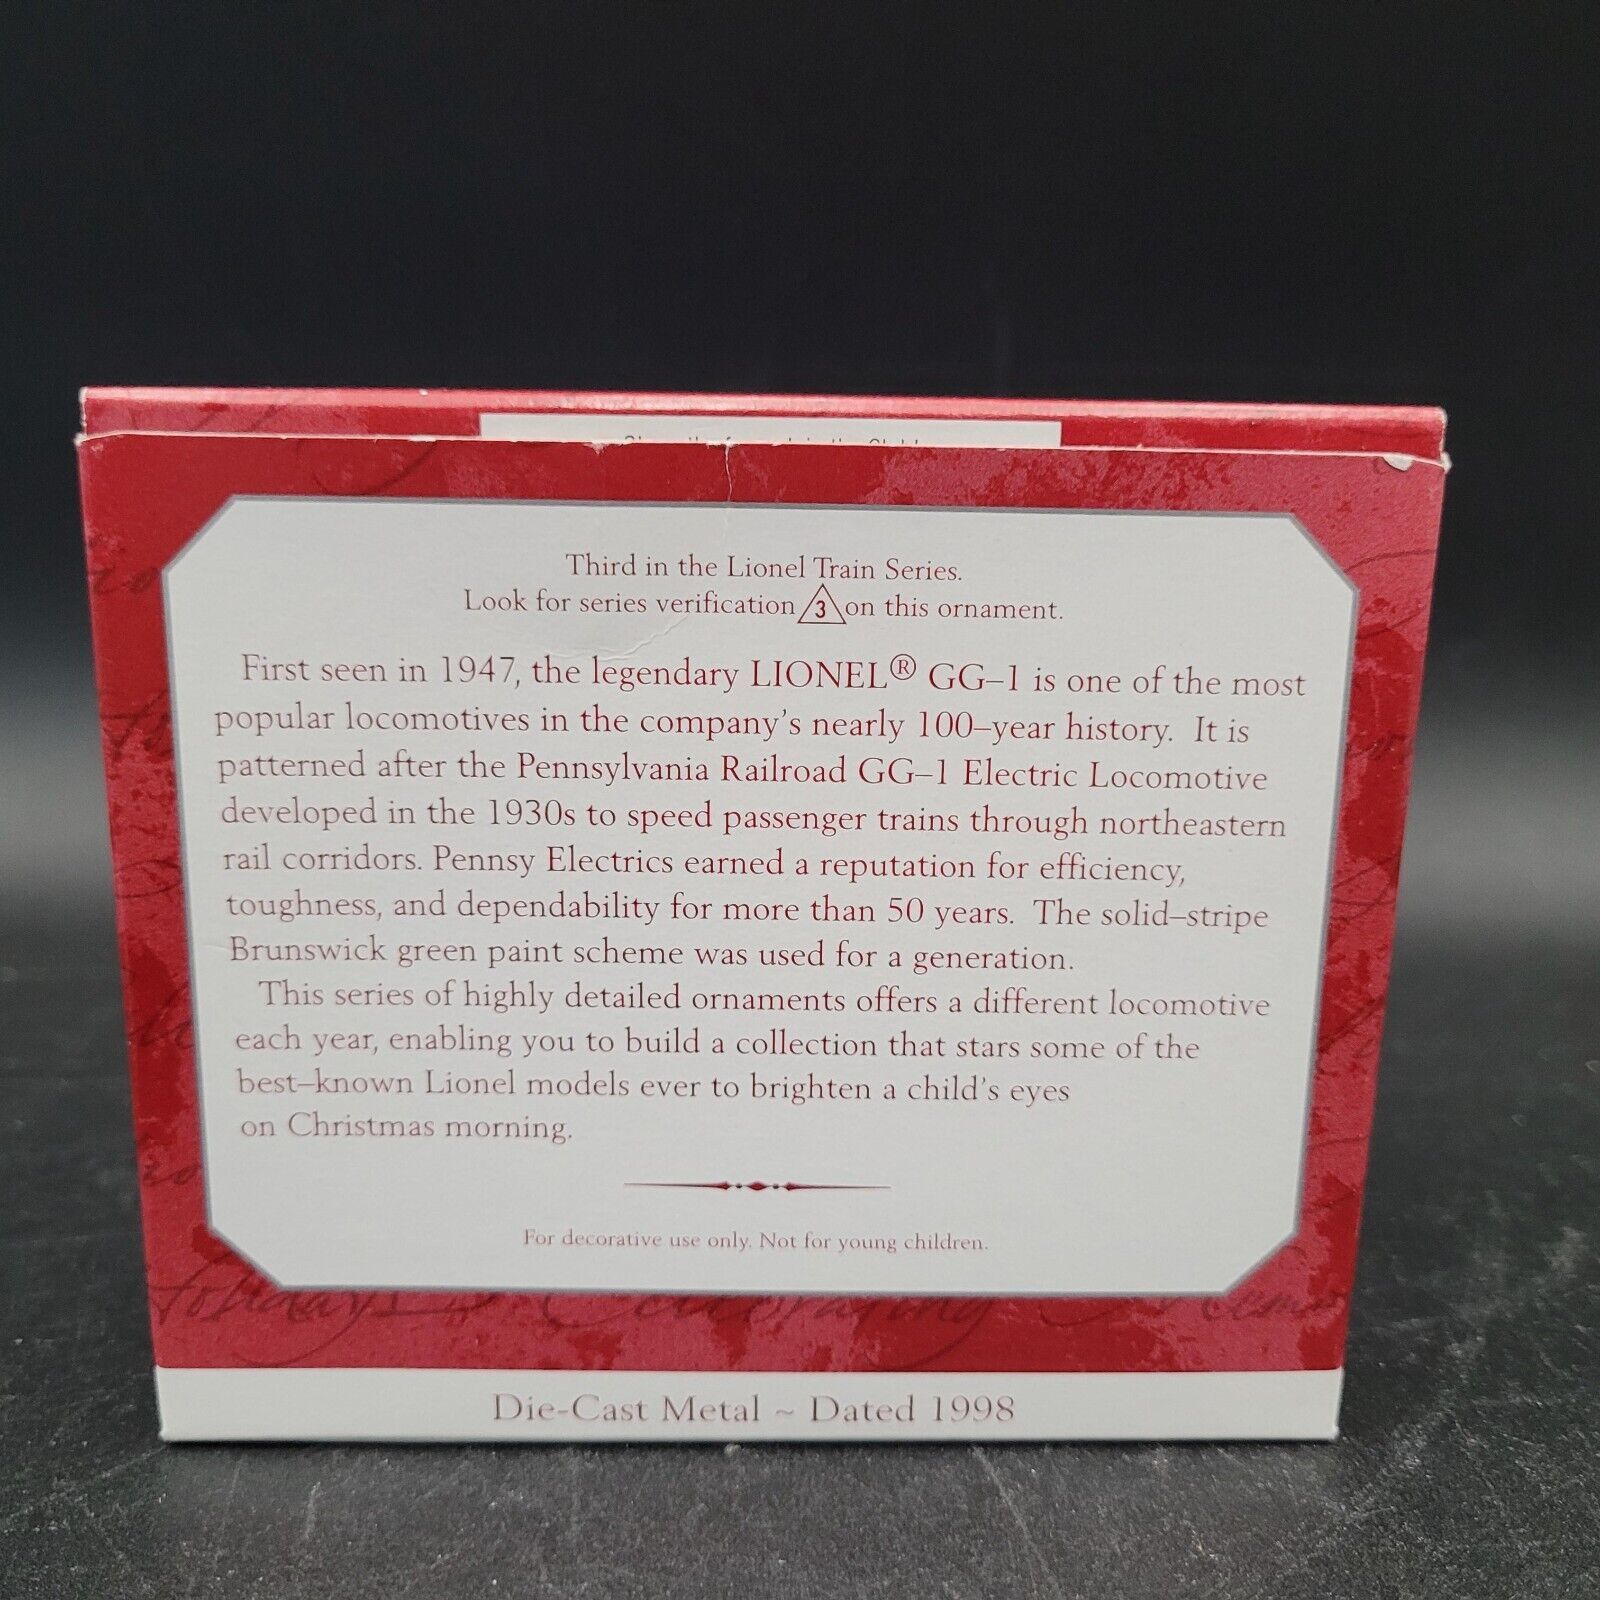 Third in the Lionel Train Series.
Look for series verification 3 on this ornament.
First seen in 1947, the legendary LIONEL® GG–1 is one of the most
popular locomotives in the company's nearly 100–year history. It is
patterned after the Pennsylvania Railroad GG–1 Electric Locomotive
developed in the 1930s to speed passenger trains through northeastern
rail corridors. Pennsy Electrics earned a reputation for efficiency,
toughness, and dependability for more than 50 years. The solid–stripe
Brunswick green paint scheme was used for a generation.
This series of highly detailed ornaments offers a different locomotive
each year, enabling you to build a collection that stars some of the
best–known Lionel models ever to brighten a child's eyes
on Christmas morning.
For decorative use only. Not for young children.
Die-Cast Metal ~ Dated 1998